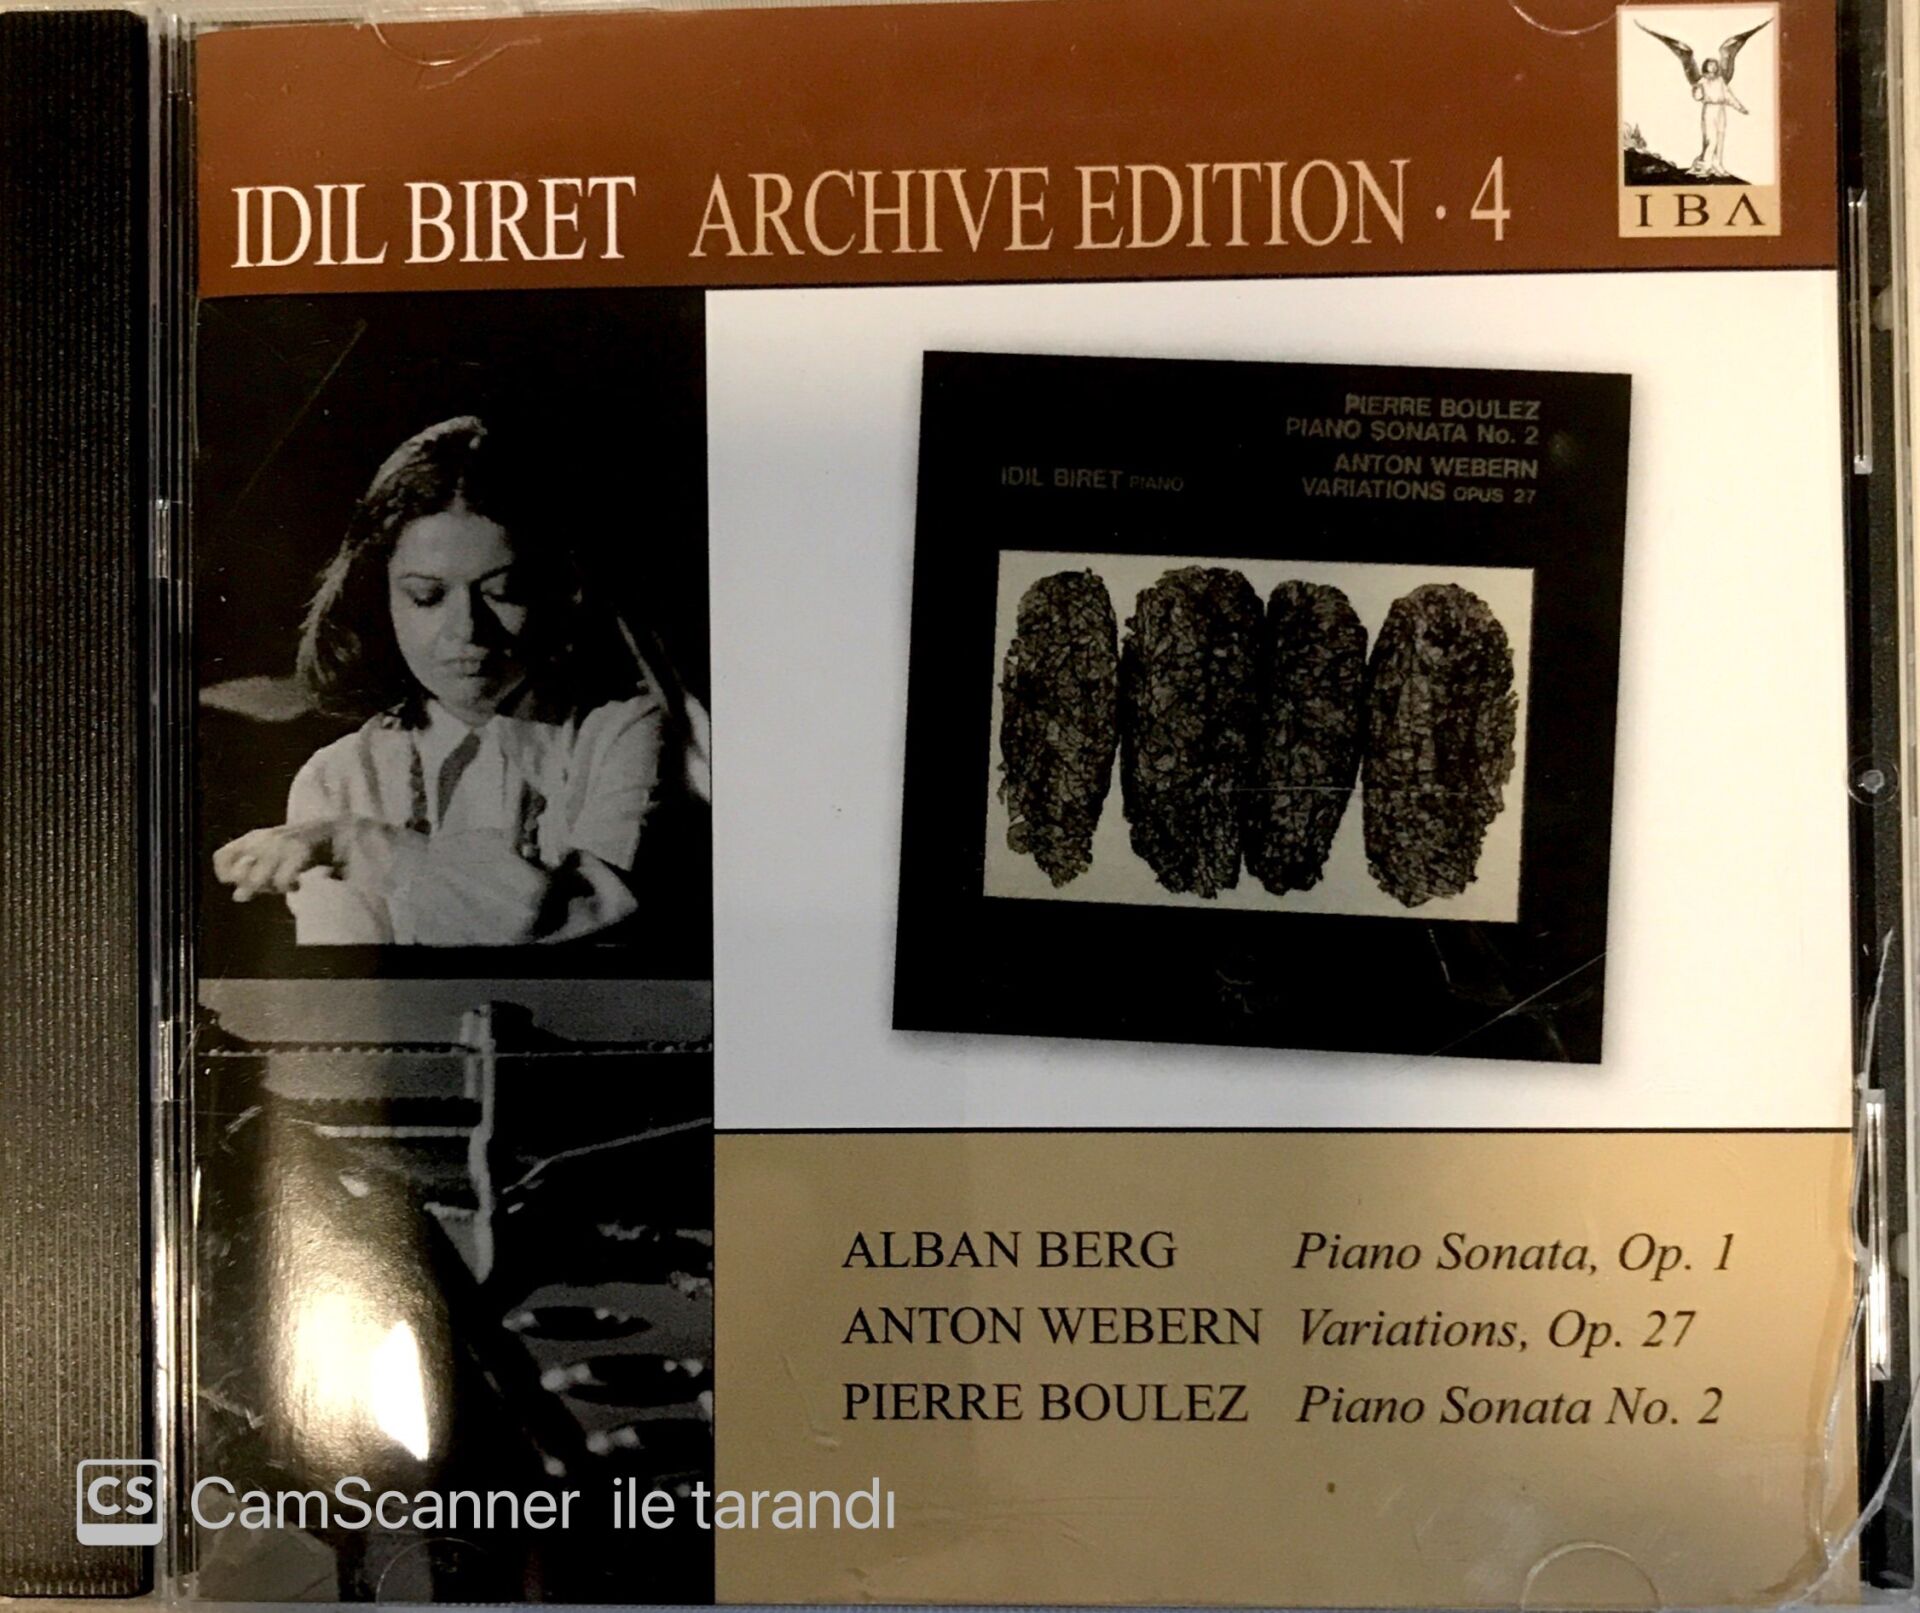 IDIL BIRET ARCHIVE EDITION · 4
IBA
PIERRE BOULEZ
PIANO SONATA No. 2
ANTON WEBERN
VARIATIONS OPUS 27
IDIL BIRET PIANO
ALBAN BERG Piano Sonata, Op. 1
ANTON WEBERN Variations, Op. 27
PIERRE BOULEZ Piano Sonata No. 2
CS CamScanner ile tarandı